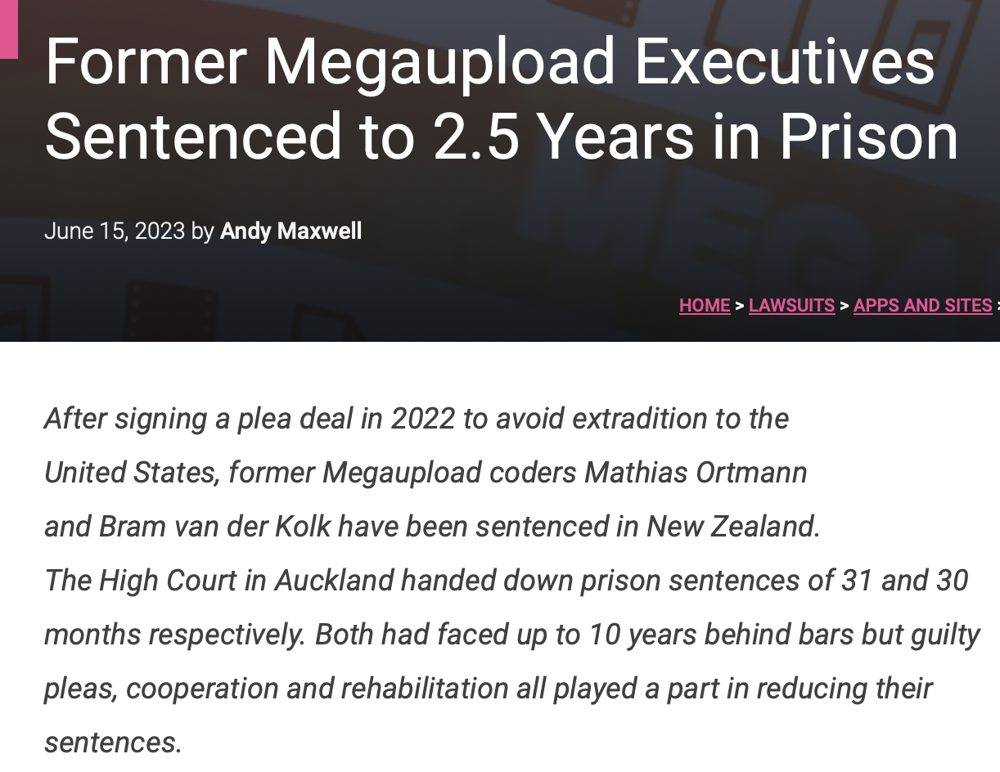 Former Megaupload Executives
Sentenced to 2.5 Years in Prison
June 15, 2023 by Andy Maxwell
MEGA
HOME > LAWSUITS > APPS AND SITES >
After signing a plea deal in 2022 to avoid extradition to the
United States, former Megaupload coders Mathias Ortmann
and Bram van der Kolk have been sentenced in New Zealand.
The High Court in Auckland handed down prison sentences of 31 and 30
months respectively. Both had faced up to 10 years behind bars but guilty
pleas, cooperation and rehabilitation all played a part in reducing their
sentences.